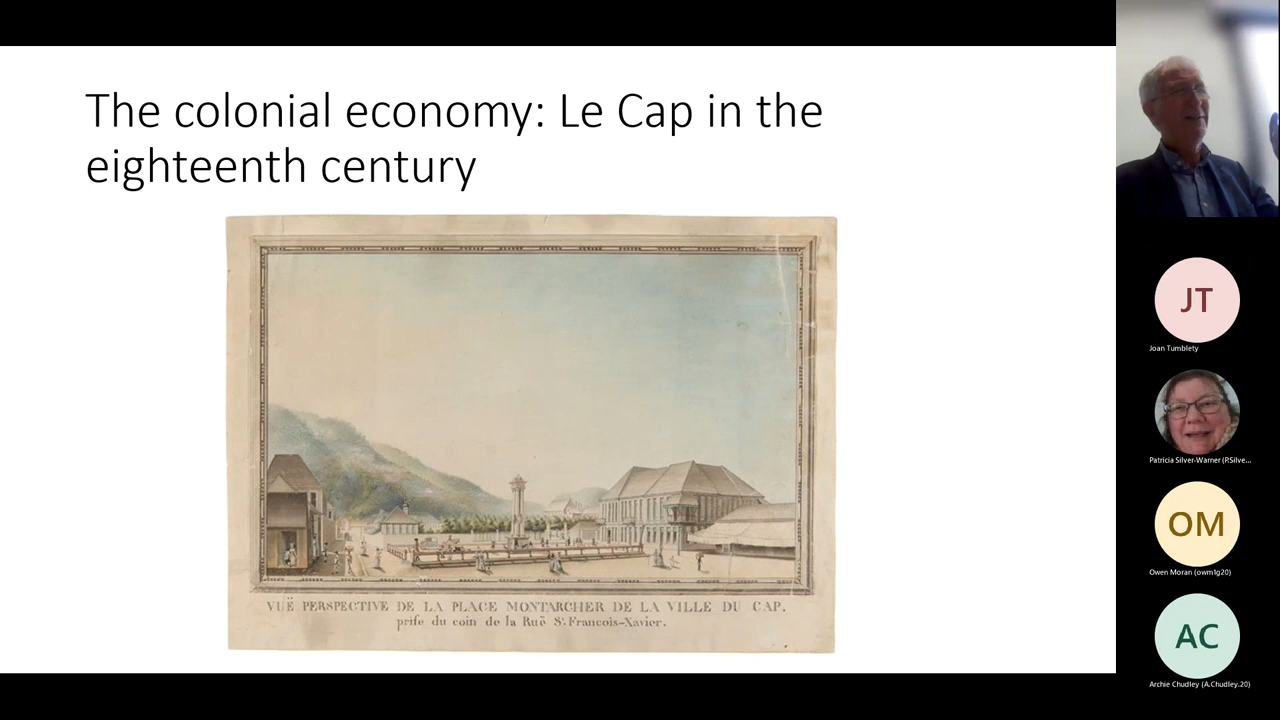 The colonial economy: Le Cap in the
eighteenth century
VUË PERSPECTIVE DE LA PLACE MONTARCHER DE LA VILLE DU CAP,
prise du coin de la Ruë St. Francois-Xavier.
JT
Joan Tumblety
Patricia Silver-Warner (P.Silve...
OM
Owen Moran (owm1g20)
AC
Archie Chudley (A.Chudley.20)